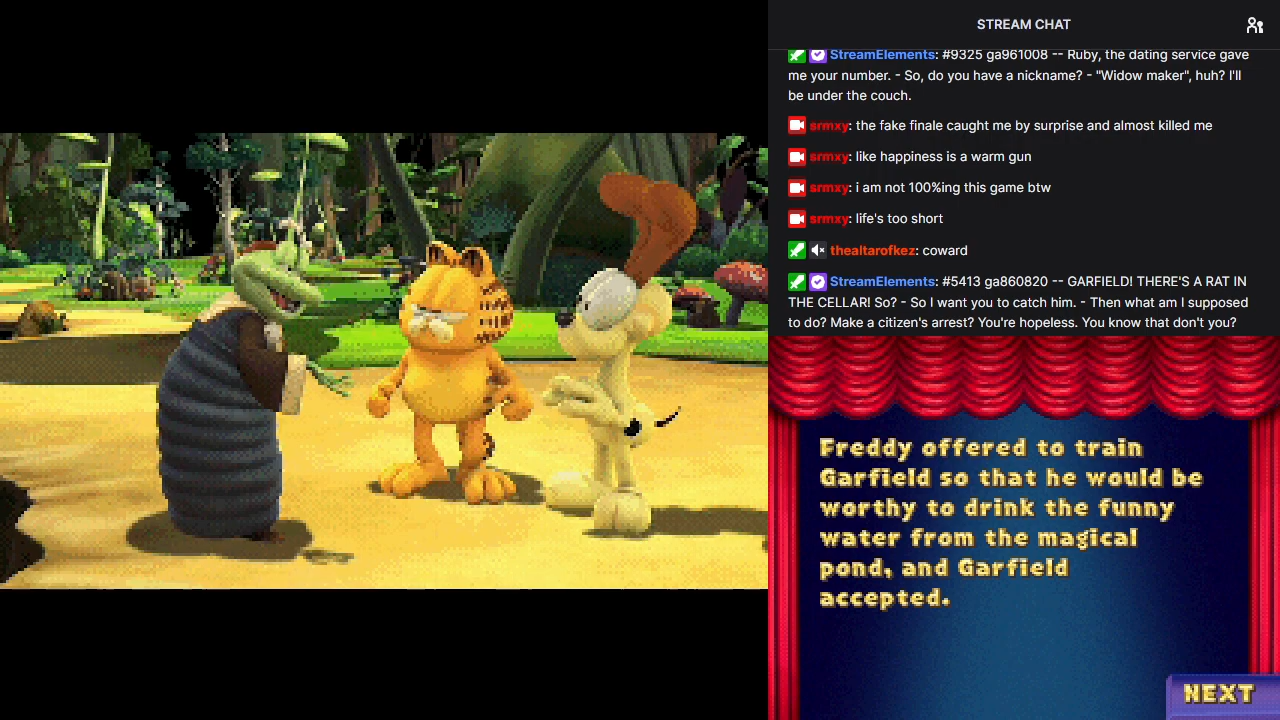 STREAM CHAT
StreamElements: #9325 ga961008 -- Ruby, the dating service gave
me your number. - So, do you have a nickname? - "Widow maker", huh? I'll
be under the couch.
srmxy: the fake finale caught me by surprise and almost killed me
srmxy: like happiness is a warm gun
srmxy: i am not 100%ing this game btw
srmxy: life's too short
thealtarofkez: coward
StreamElements: #5413 ga860820 -- GARFIELD! THERE'S A RAT IN
THE CELLAR! So? - So I want you to catch him. - Then what am I supposed
to do? Make a citizen's arrest? You're hopeless. You know that don't you?
Freddy offered to train
Garfield so that he would be
worthy to drink the funny
water from the magical
pond, and Garfield
accepted.
NEXT